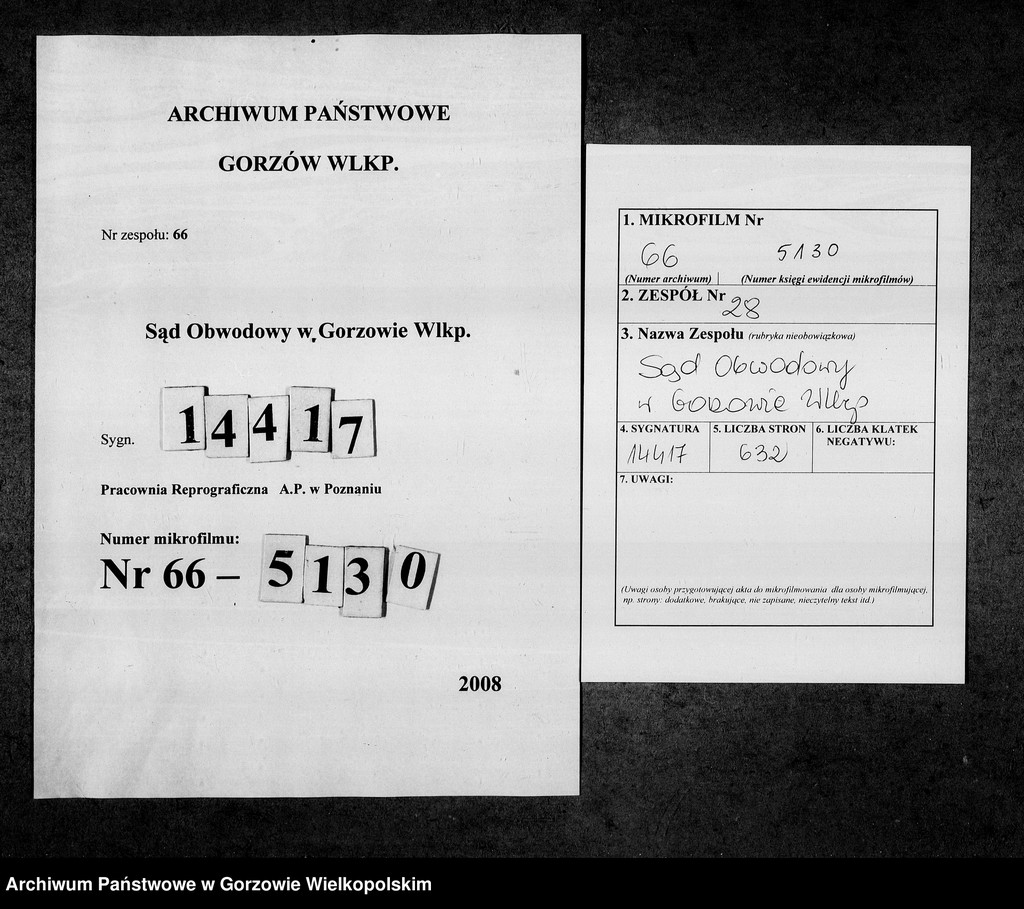 ARCHIWUM PAŃSTWOWE
GORZÓW WLKP.
Nr zespołu: 66
Sąd Obwodowy w Gorzowie Wlkp.
Sygn. 14417
Pracownia Reprograficzna A.P. w Poznaniu
Numer mikrofilmu:
Nr 66 – 5130
2008
1. MIKROFILM Nr
66 5130
(Numer archiwum) | (Numer księgi ewidencji mikrofilmów)
2. ZESPÓŁ Nr 28
3. Nazwa Zespołu (rubryka nieobowiązkowa)
Sąd Obwodowy
w Gorzowie Wlkp
4. SYGNATURA
14417
5. LICZBA STRON
632
6. LICZBA KLATEK
NEGATYWU:
7. UWAGI:
(Uwagi osoby przygotowującej akta do mikrofilmowania dla osoby mikrofilmującej,
np. strony: dodatkowe, brakujące, nie zapisane, nieczytelny tekst itd.)
Archiwum Państwowe w Gorzowie Wielkopolskim